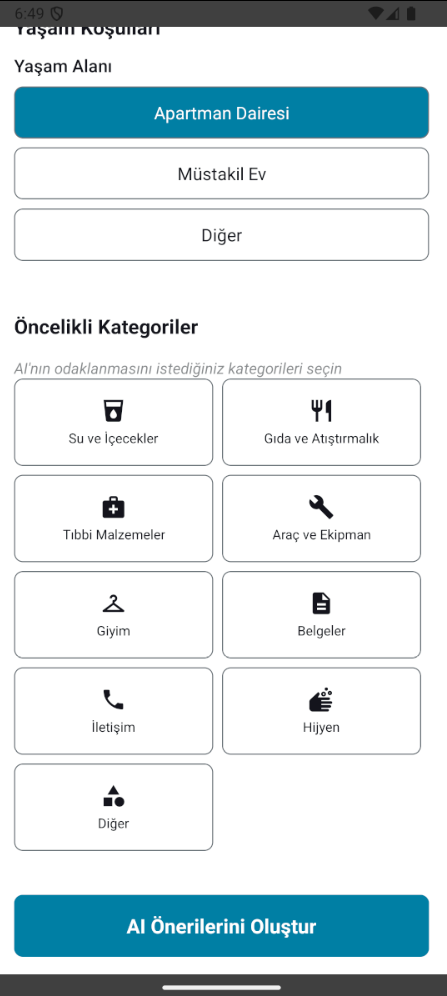 6:49
Yaşam Koşulları
Yaşam Alanı
Apartman Dairesi
Müstakil Ev
Diğer
Öncelikli Kategoriler
AI'nın odaklanmasını istediğiniz kategorileri seçin
Su ve İçecekler
Gıda ve Atıştırmalık
Tıbbi Malzemeler
Araç ve Ekipman
Giyim
Belgeler
İletişim
Hijyen
Diğer
AI Önerilerini Oluştur